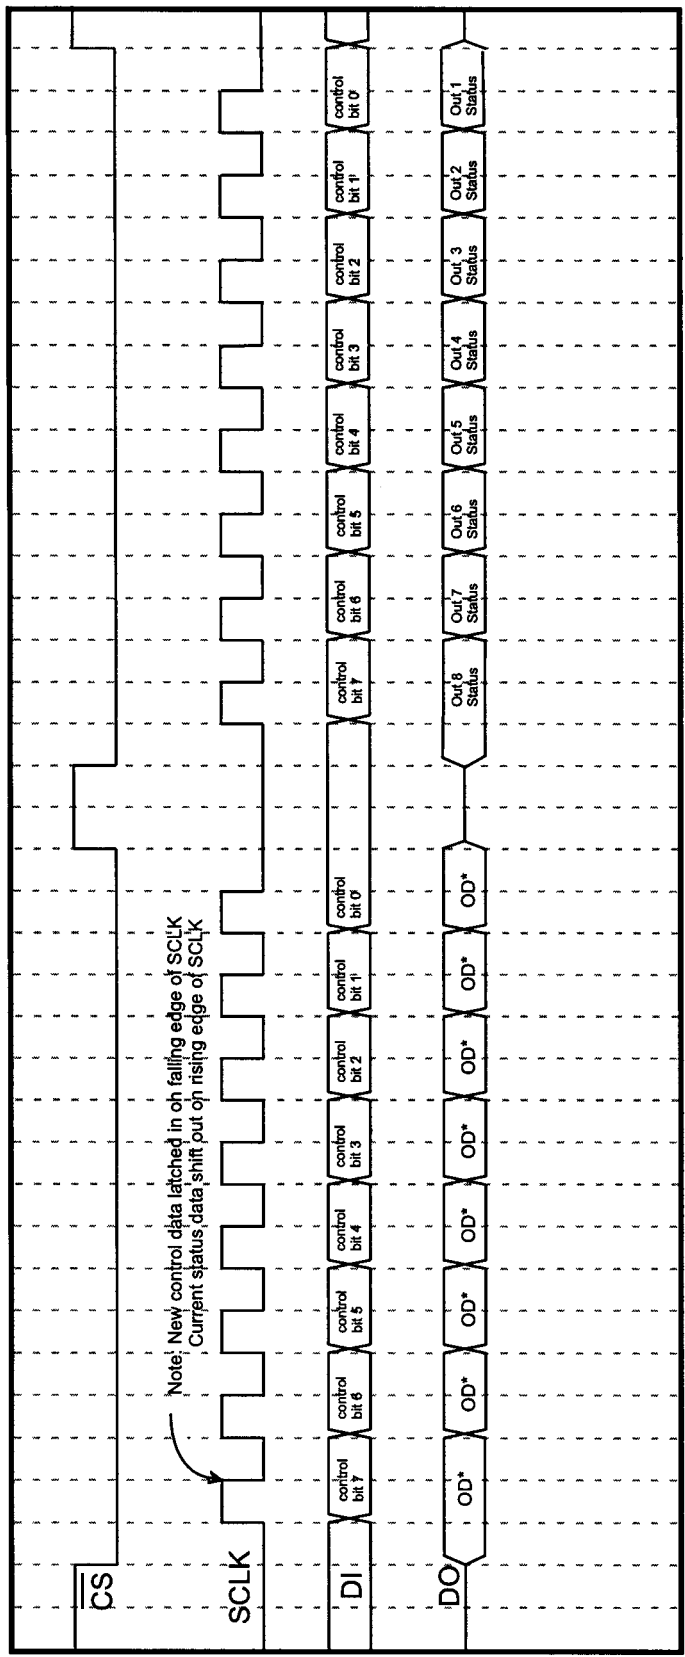 CS
Note: New control data latched in on falling edge of SCLK
Current status data shift out on rising edge of SCLK
SCLK
DI
control
bit 7
control
bit 6
control
bit 5
control
bit 4
control
bit 3
control
bit 2
control
bit 1
control
bit 0
control
bit 7
control
bit 6
control
bit 5
control
bit 4
control
bit 3
control
bit 2
control
bit 1
control
bit 0
DO
OD*
OD*
OD*
OD*
OD*
OD*
OD*
OD*
Out 8
Status
Out 7
Status
Out 6
Status
Out 5
Status
Out 4
Status
Out 3
Status
Out 2
Status
Out 1
Status